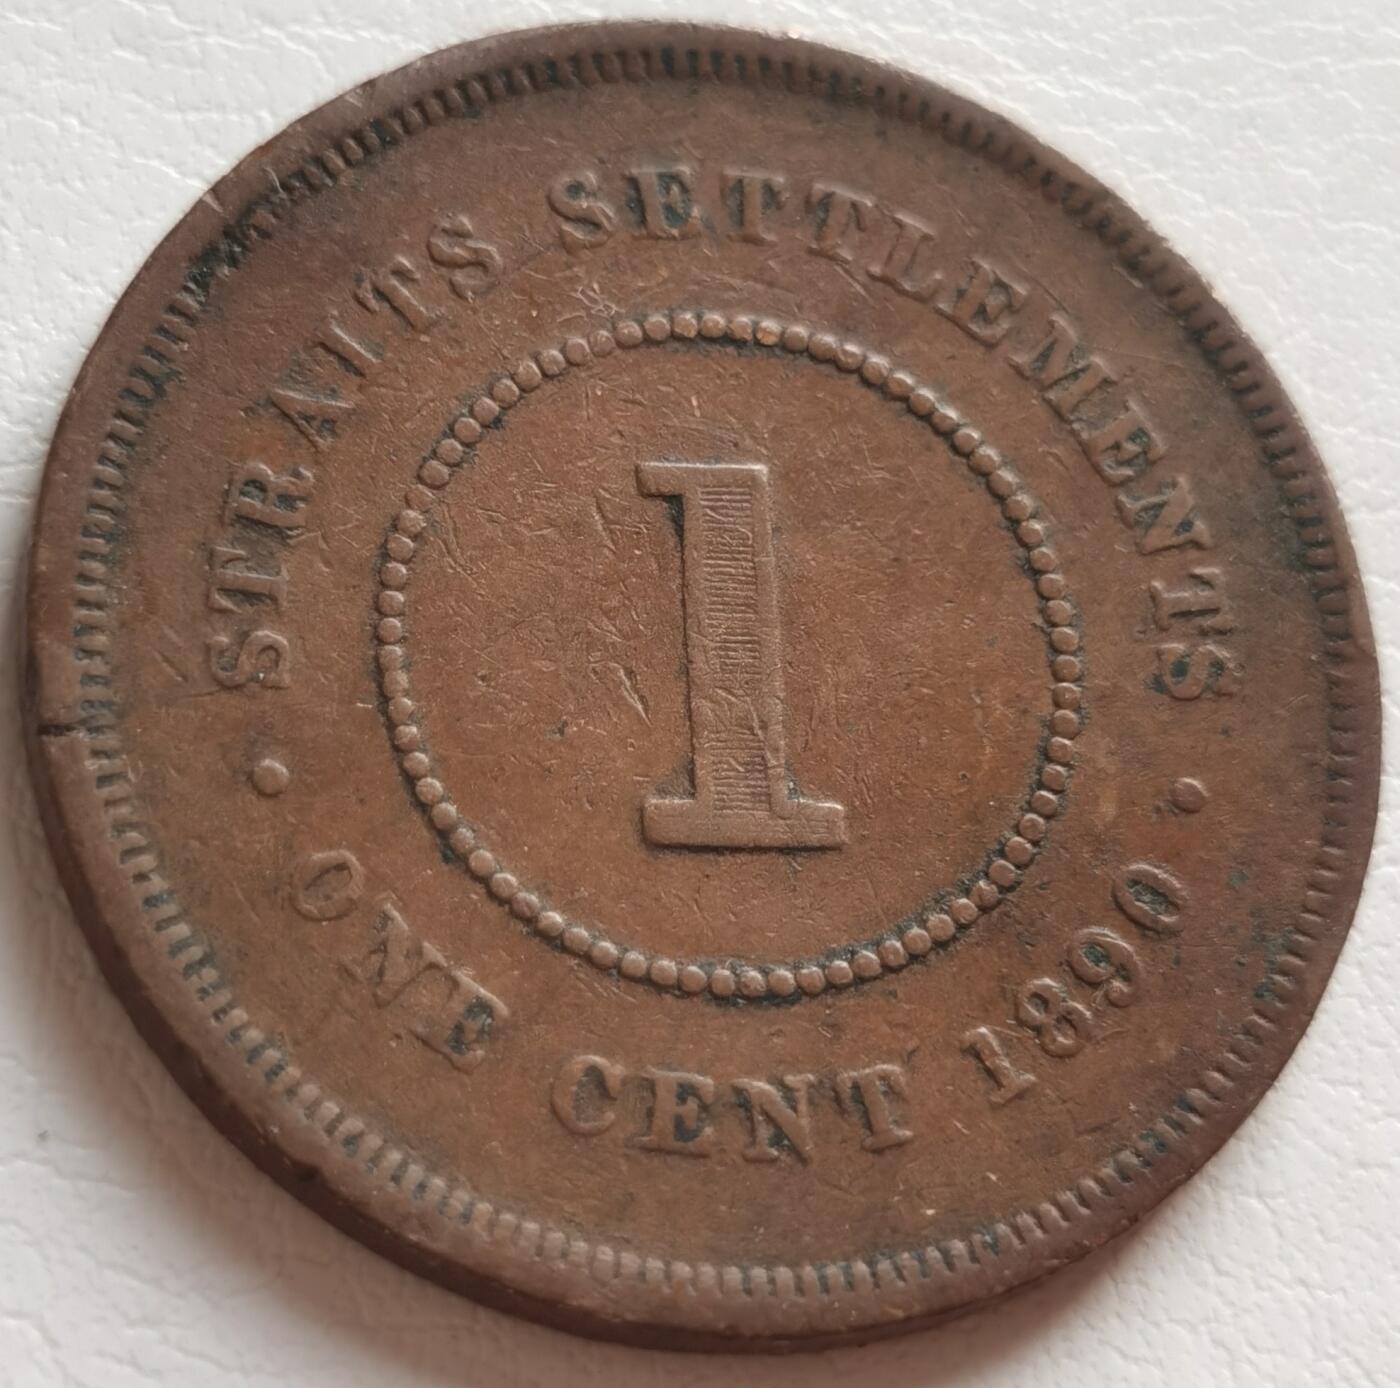 STRAITS SETTLEMENTS
1
ONE CENT 1890